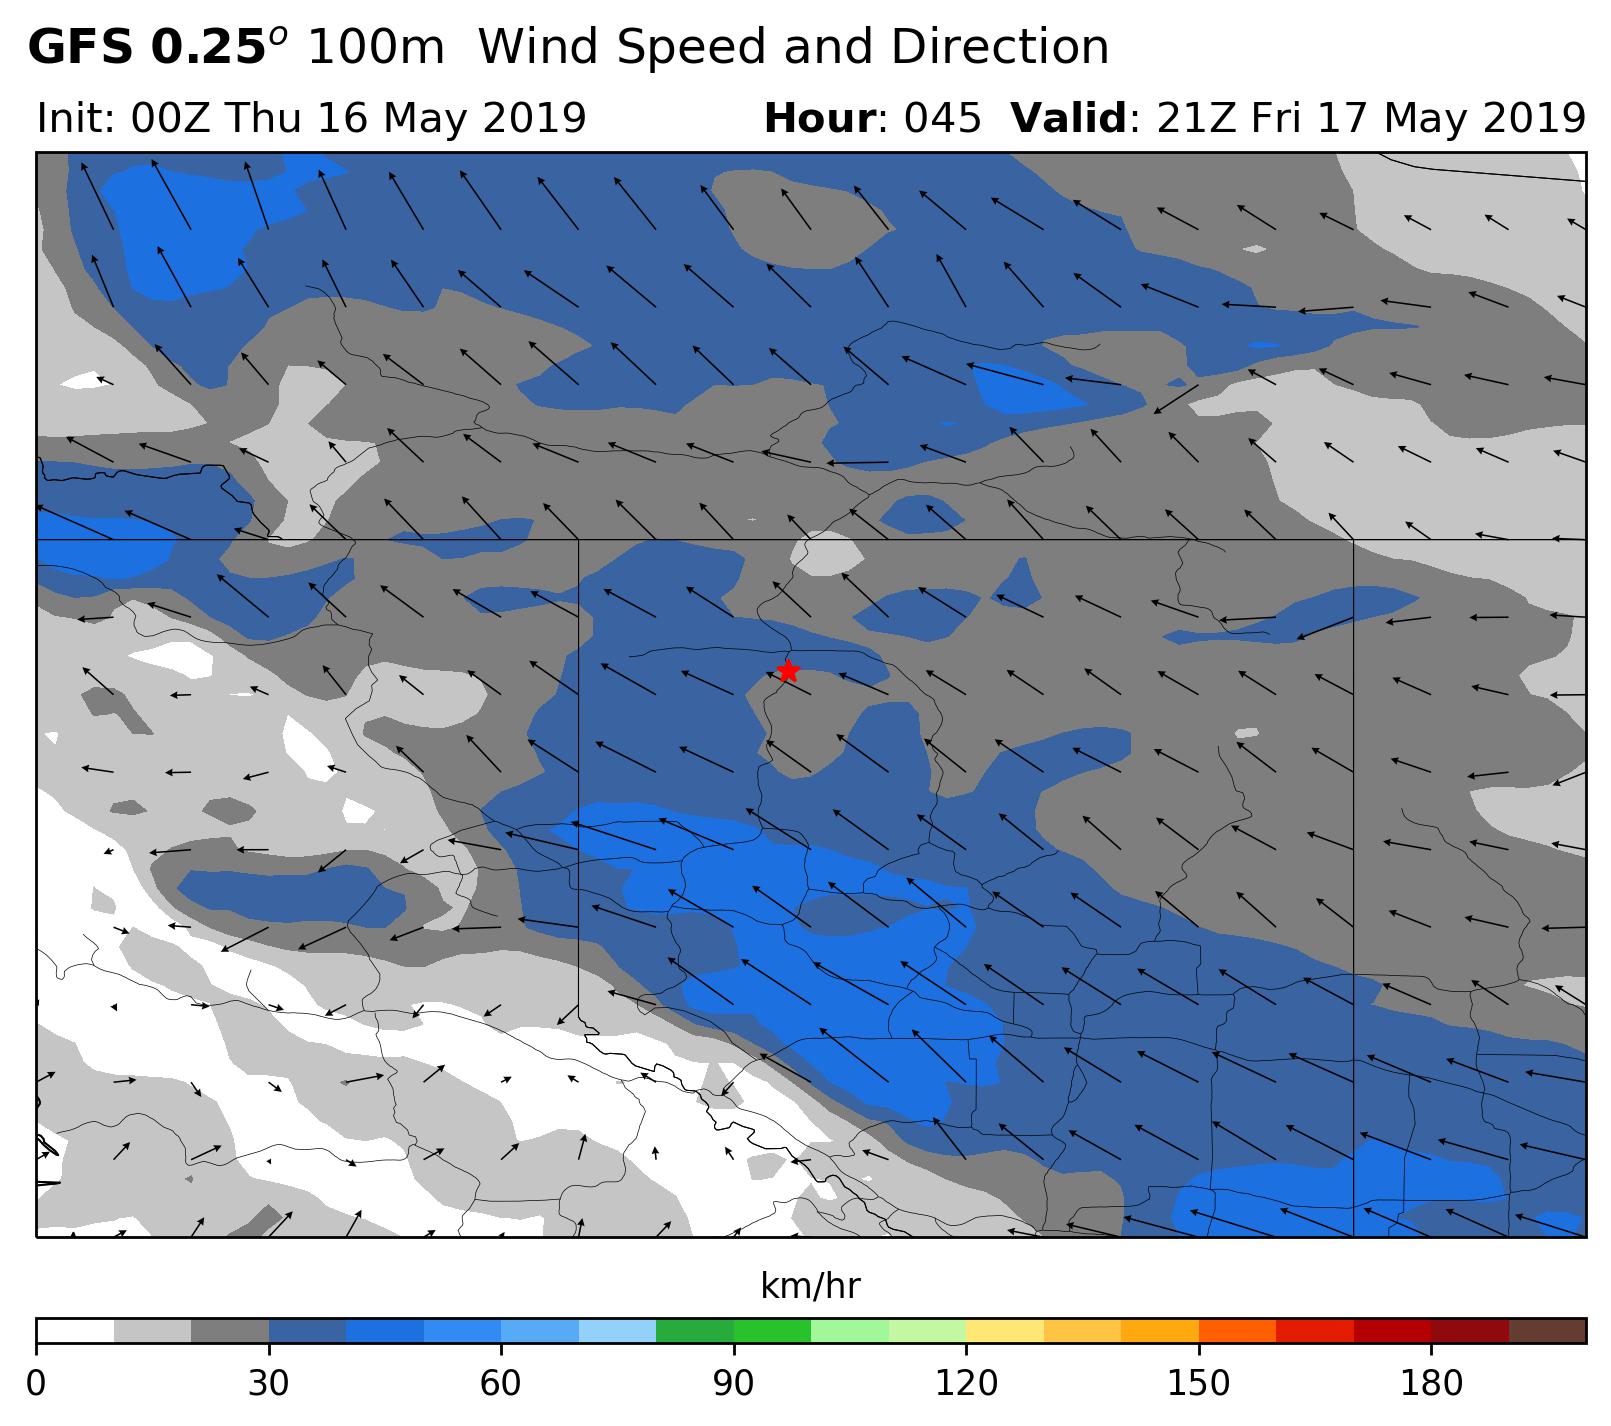 GFS 0.25° 100m Wind Speed and Direction
Init: 00Z Thu 16 May 2019 Hour: 045 Valid: 21Z Fri 17 May 2019
km/hr
0 30 60 90 120 150 180